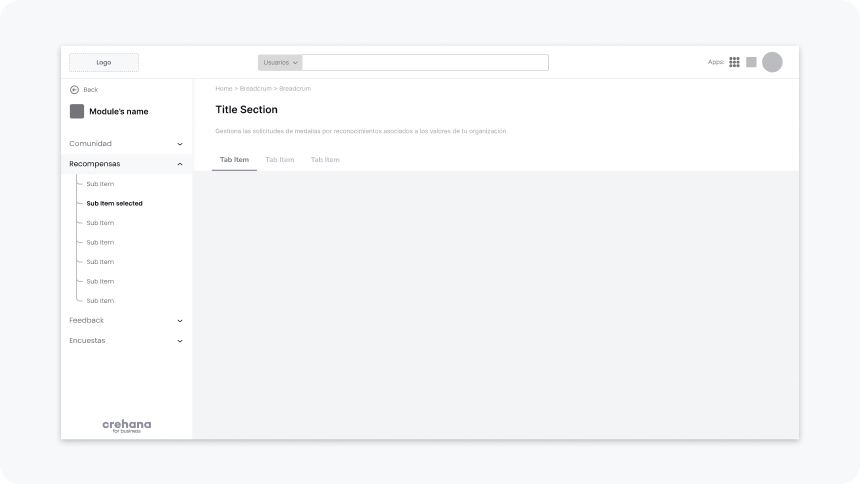 Logo
Usuarios
Apps:
Back
Module's name
Comunidad
Recompensas
Sub Item
Sub Item selected
Sub Item
Sub Item
Sub Item
Sub Item
Sub Item
Feedback
Encuestas
crehana
for business
Home > Breadcrum > Breadcrum
Title Section
Gestiona las solicitudes de medallas por reconocimientos asociados a los valores de tu organización
Tab Item Tab Item Tab Item